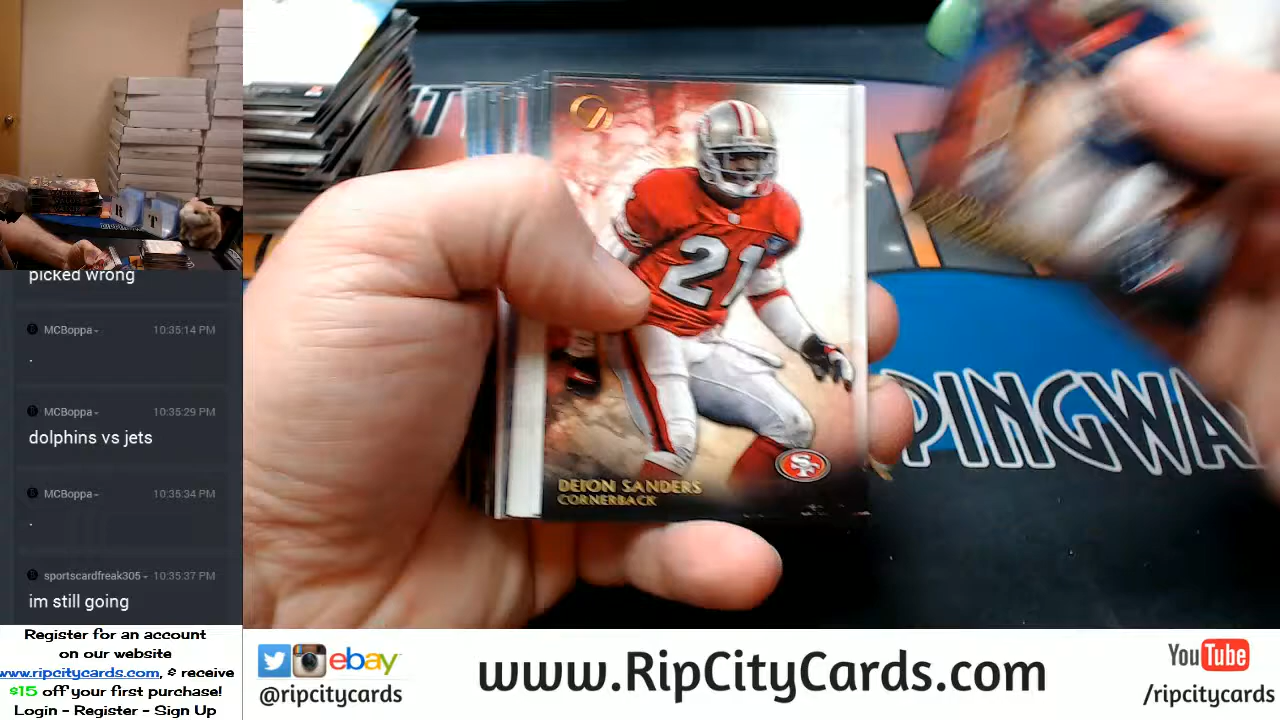 picked wrong
MCBoppa 10:35:14 PM
.
MCBoppa 10:35:29 PM
dolphins vs jets
MCBoppa 10:35:34 PM
.
sportscardfreak305 10:35:37 PM
im still going
Register for an account
on our website
www.ripcitycards.com, & receive
$15 off your first purchase!
Login - Register - Sign Up
R T
21
SF
DEION SANDERS
CORNERBACK
PINGWA
ebay
@ripcitycards
www.RipCityCards.com
YouTube
/ripcitycards